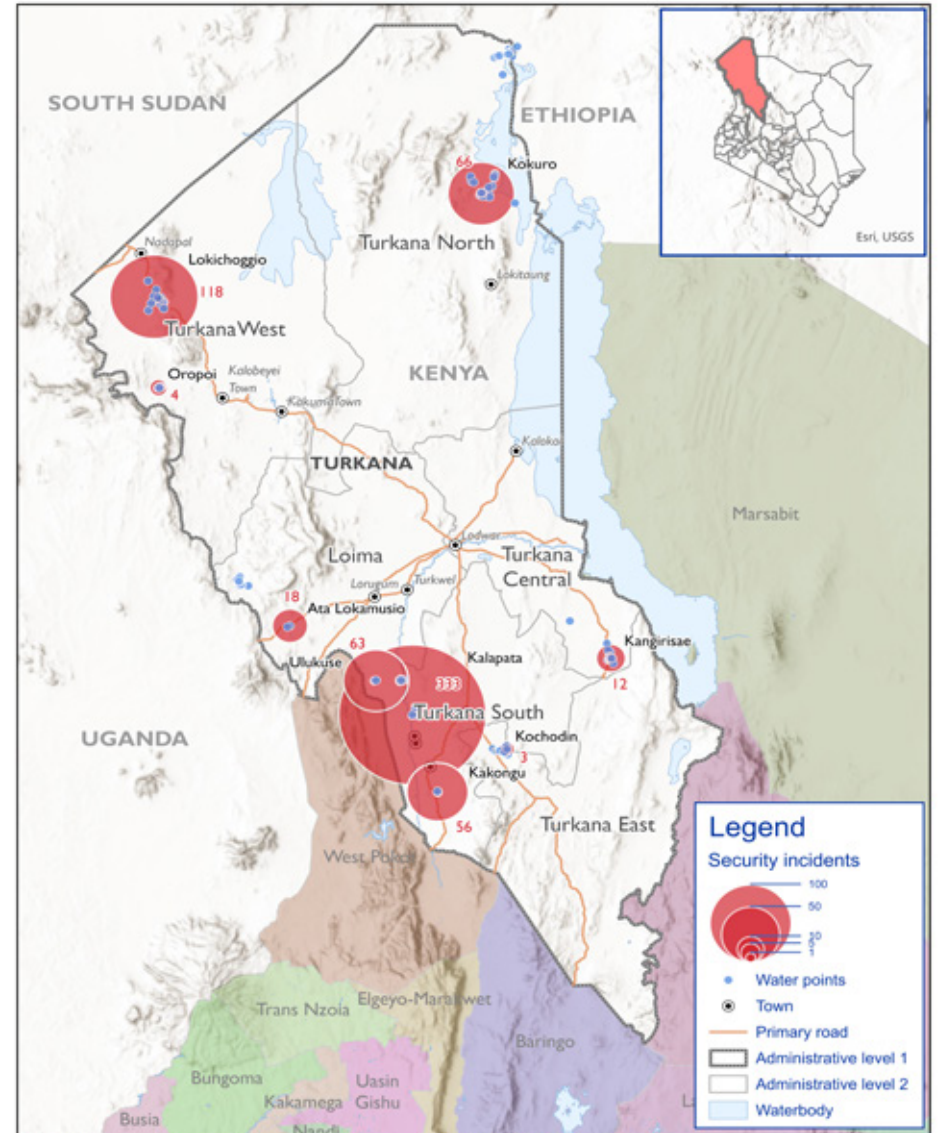 SOUTH SUDAN
ETHIOPIA
Esri, USGS
66
Kokuro
Turkana North
Nadapal
Lokichoggio
Lokitaung
118
Turkana West
KENYA
Oropoi
4
Kalobeyei
Town
KakumaTown
TURKANA
Kalokol
Marsabit
Lodwar
Loima
Turkana
Central
Lorugum
Turkwel
18
Ata Lokamusio
63
Kangirisae
Ulukuse
Kalapata
333
12
Turkana South
UGANDA
Kochodin
3
Kakongu
56
Turkana East
West Pokot
Trans Nzoia
Elgeyo-Marakwet
Baringo
Bungoma
Uasin
Gishu
Kakamega
Busia
Nandi
Legend
Security incidents
100
50
10
5
1
Water points
Town
Primary road
Administrative level 1
Administrative level 2
Waterbody